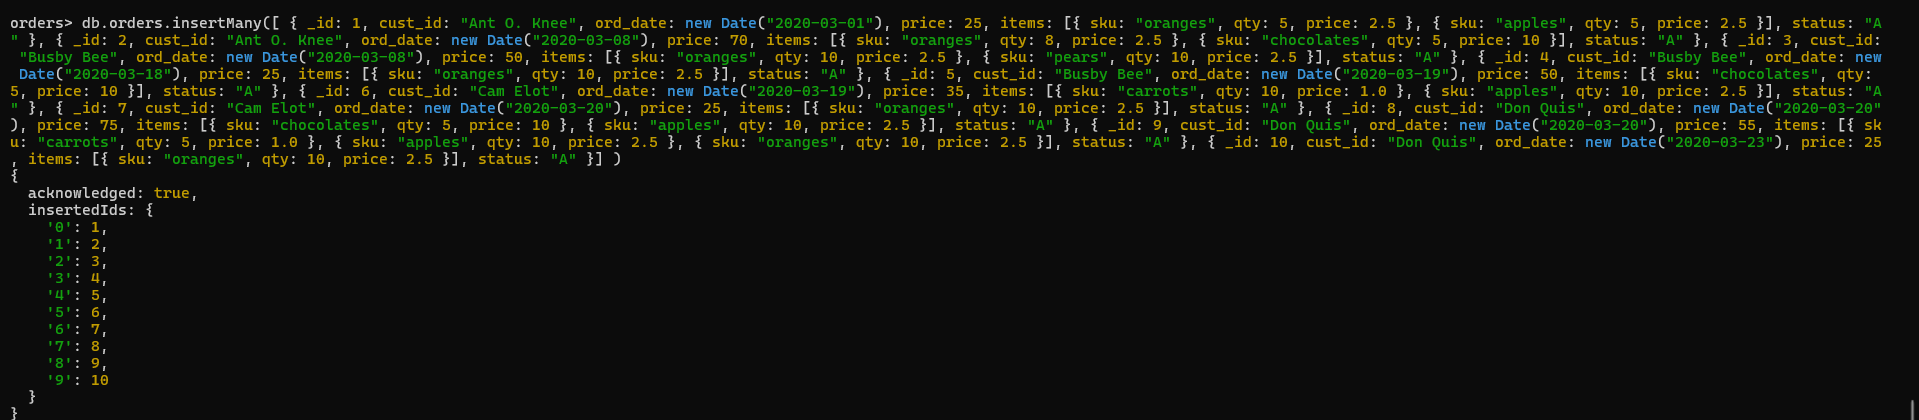 orders> db.orders.insertMany([ { _id: 1, cust_id: "Ant O. Knee", ord_date: new Date("2020-03-01"), price: 25, items: [{ sku: "oranges", qty: 5, price: 2.5 }, { sku: "apples", qty: 5, price: 2.5 }], status: "A
" }, { _id: 2, cust_id: "Ant O. Knee", ord_date: new Date("2020-03-08"), price: 70, items: [{ sku: "oranges", qty: 8, price: 2.5 }, { sku: "chocolates", qty: 5, price: 10 }], status: "A" }, { _id: 3, cust_id:
"Busby Bee", ord_date: new Date("2020-03-08"), price: 50, items: [{ sku: "oranges", qty: 10, price: 2.5 }, { sku: "pears", qty: 10, price: 2.5 }], status: "A" }, { _id: 4, cust_id: "Busby Bee", ord_date: new
Date("2020-03-18"), price: 25, items: [{ sku: "oranges", qty: 10, price: 2.5 }], status: "A" }, { _id: 5, cust_id: "Busby Bee", ord_date: new Date("2020-03-19"), price: 50, items: [{ sku: "chocolates", qty:
5, price: 10 }], status: "A" }, { _id: 6, cust_id: "Cam Elot", ord_date: new Date("2020-03-19"), price: 35, items: [{ sku: "carrots", qty: 10, price: 1.0 }, { sku: "apples", qty: 10, price: 2.5 }], status: "A
" }, { _id: 7, cust_id: "Cam Elot", ord_date: new Date("2020-03-20"), price: 25, items: [{ sku: "oranges", qty: 10, price: 2.5 }], status: "A" }, { _id: 8, cust_id: "Don Quis", ord_date: new Date("2020-03-20"
), price: 75, items: [{ sku: "chocolates", qty: 5, price: 10 }, { sku: "apples", qty: 10, price: 2.5 }], status: "A" }, { _id: 9, cust_id: "Don Quis", ord_date: new Date("2020-03-20"), price: 55, items: [{ sk
u: "carrots", qty: 5, price: 1.0 }, { sku: "apples", qty: 10, price: 2.5 }, { sku: "oranges", qty: 10, price: 2.5 }], status: "A" }, { _id: 10, cust_id: "Don Quis", ord_date: new Date("2020-03-23"), price: 25
, items: [{ sku: "oranges", qty: 10, price: 2.5 }], status: "A" }] )
{
acknowledged: true,
insertedIds: {
'0': 1,
'1': 2,
'2': 3,
'3': 4,
'4': 5,
'5': 6,
'6': 7,
'7': 8,
'8': 9,
'9': 10
}
}